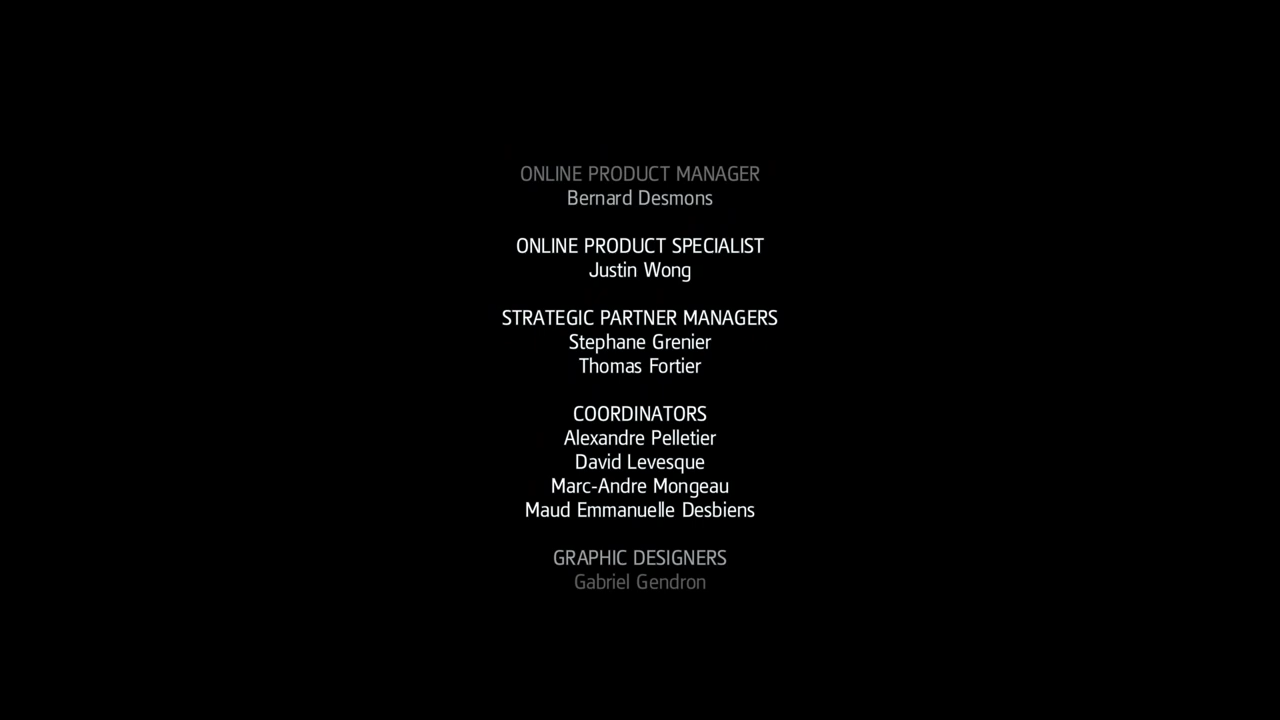 ONLINE PRODUCT MANAGER
Bernard Desmons
ONLINE PRODUCT SPECIALIST
Justin Wong
STRATEGIC PARTNER MANAGERS
Stephane Grenier
Thomas Fortier
COORDINATORS
Alexandre Pelletier
David Levesque
Marc-Andre Mongeau
Maud Emmanuelle Desbiens
GRAPHIC DESIGNERS
Gabriel Gendron